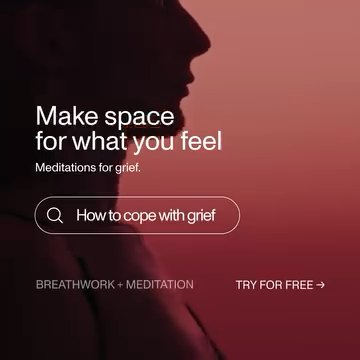 Make space
for what you feel
Meditations for grief.
How to cope with grief
BREATHWORK + MEDITATION
TRY FOR FREE →